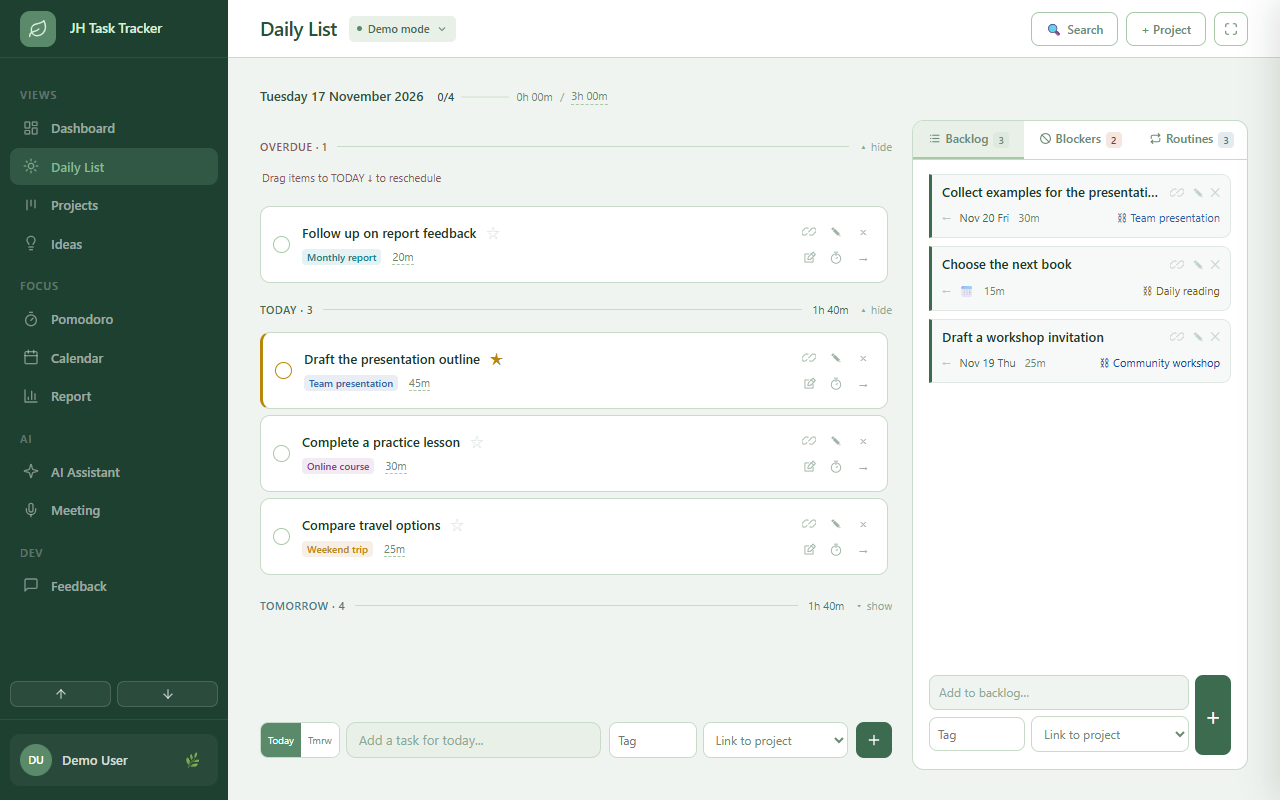 JH Task Tracker
VIEWS
Dashboard
Daily List
Projects
Ideas
FOCUS
Pomodoro
Calendar
Report
AI
AI Assistant
Meeting
DEV
Feedback
↑ ↓
DU Demo User
Daily List Demo mode
Search + Project
Tuesday 17 November 2026 0/4 0h 00m / 3h 00m
OVERDUE · 1 hide
Drag items to TODAY ↓ to reschedule
Follow up on report feedback
Monthly report 20m
TODAY · 3 1h 40m hide
Draft the presentation outline
Team presentation 45m
Complete a practice lesson
Online course 30m
Compare travel options
Weekend trip 25m
TOMORROW · 4 1h 40m show
Today Tmrw Add a task for today... Tag Link to project +
Backlog 3 Blockers 2 Routines 3
Collect examples for the presentati...
← Nov 20 Fri 30m Team presentation
Choose the next book
← 15m Daily reading
Draft a workshop invitation
← Nov 19 Thu 25m Community workshop
Add to backlog...
Tag Link to project +